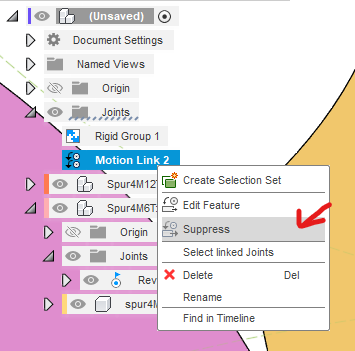 (Unsaved)
Document Settings
Named Views
Origin
Joints
Rigid Group 1
Motion Link 2
Spur4M12
Create Selection Set
Spur4M6T
Edit Feature
Origin
Suppress
Joints
Select linked Joints
Rev
Delete Del
spur4M
Rename
Find in Timeline